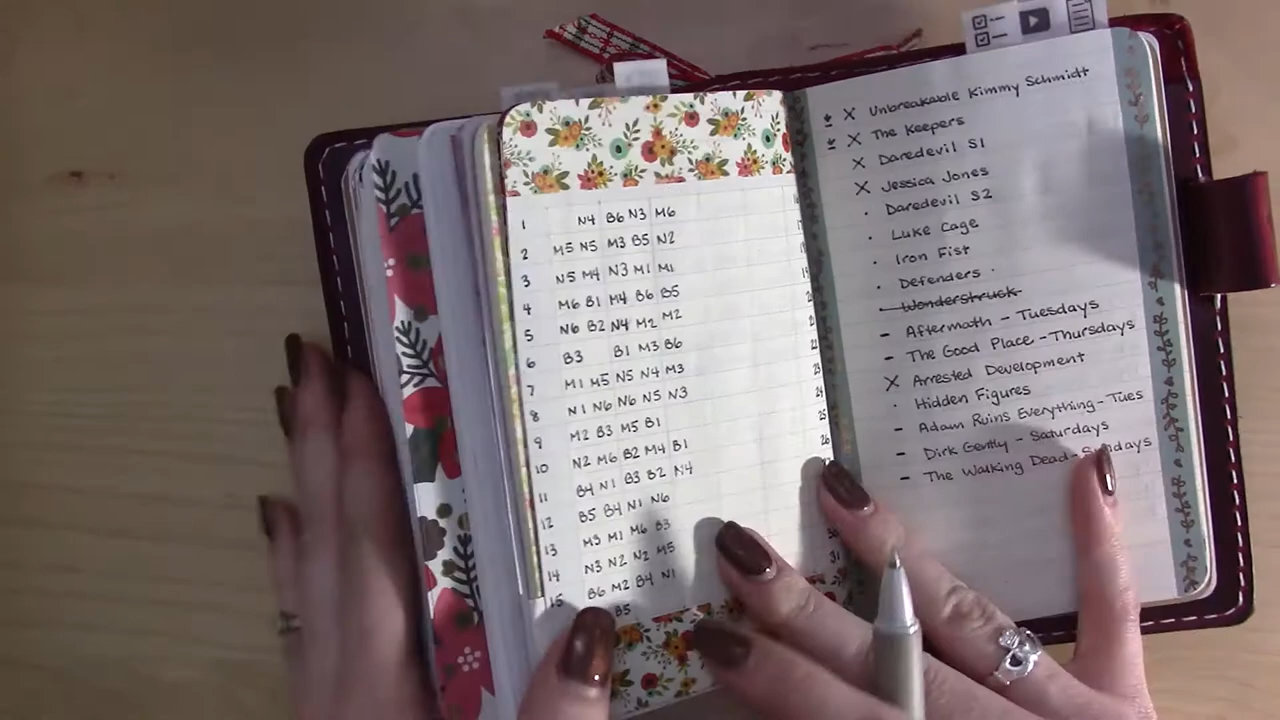 1 N4 B6 N3 M6
2 M5 N5 M3 B5 N2
3 N5 M4 N3 M1 M1
4 M6 B1 M4 B6 B5
5 N6 B2 N4 M2 M2
6 B3 B1 M3 B6
7 M1 M5 N5 N4 M3
8 N1 N6 N6 N5 N3
9 M2 B3 M5 B1
10 N2 M6 B2 M4 B1
11 B4 N1 B3 B2 N4
12 B5 B4 N1 N6
13 M3 M1 M6 B3
14 N3 N2 N2 M5
15 B6 M2 B4 N1
B5
23
24
25
26
30
31
* X Unbreakable Kimmy Schmidt
* X The Keepers
X Daredevil S1
X Jessica Jones
· Daredevil S2
· Luke Cage
· Iron Fist
· Defenders
- Wonderstruck
- Aftermath - Tuesdays
- The Good Place - Thursdays
X Arrested Development
· Hidden Figures
- Adam Ruins Everything - Tues
- Dirk Gently - Saturdays
- The Walking Dead - Sundays